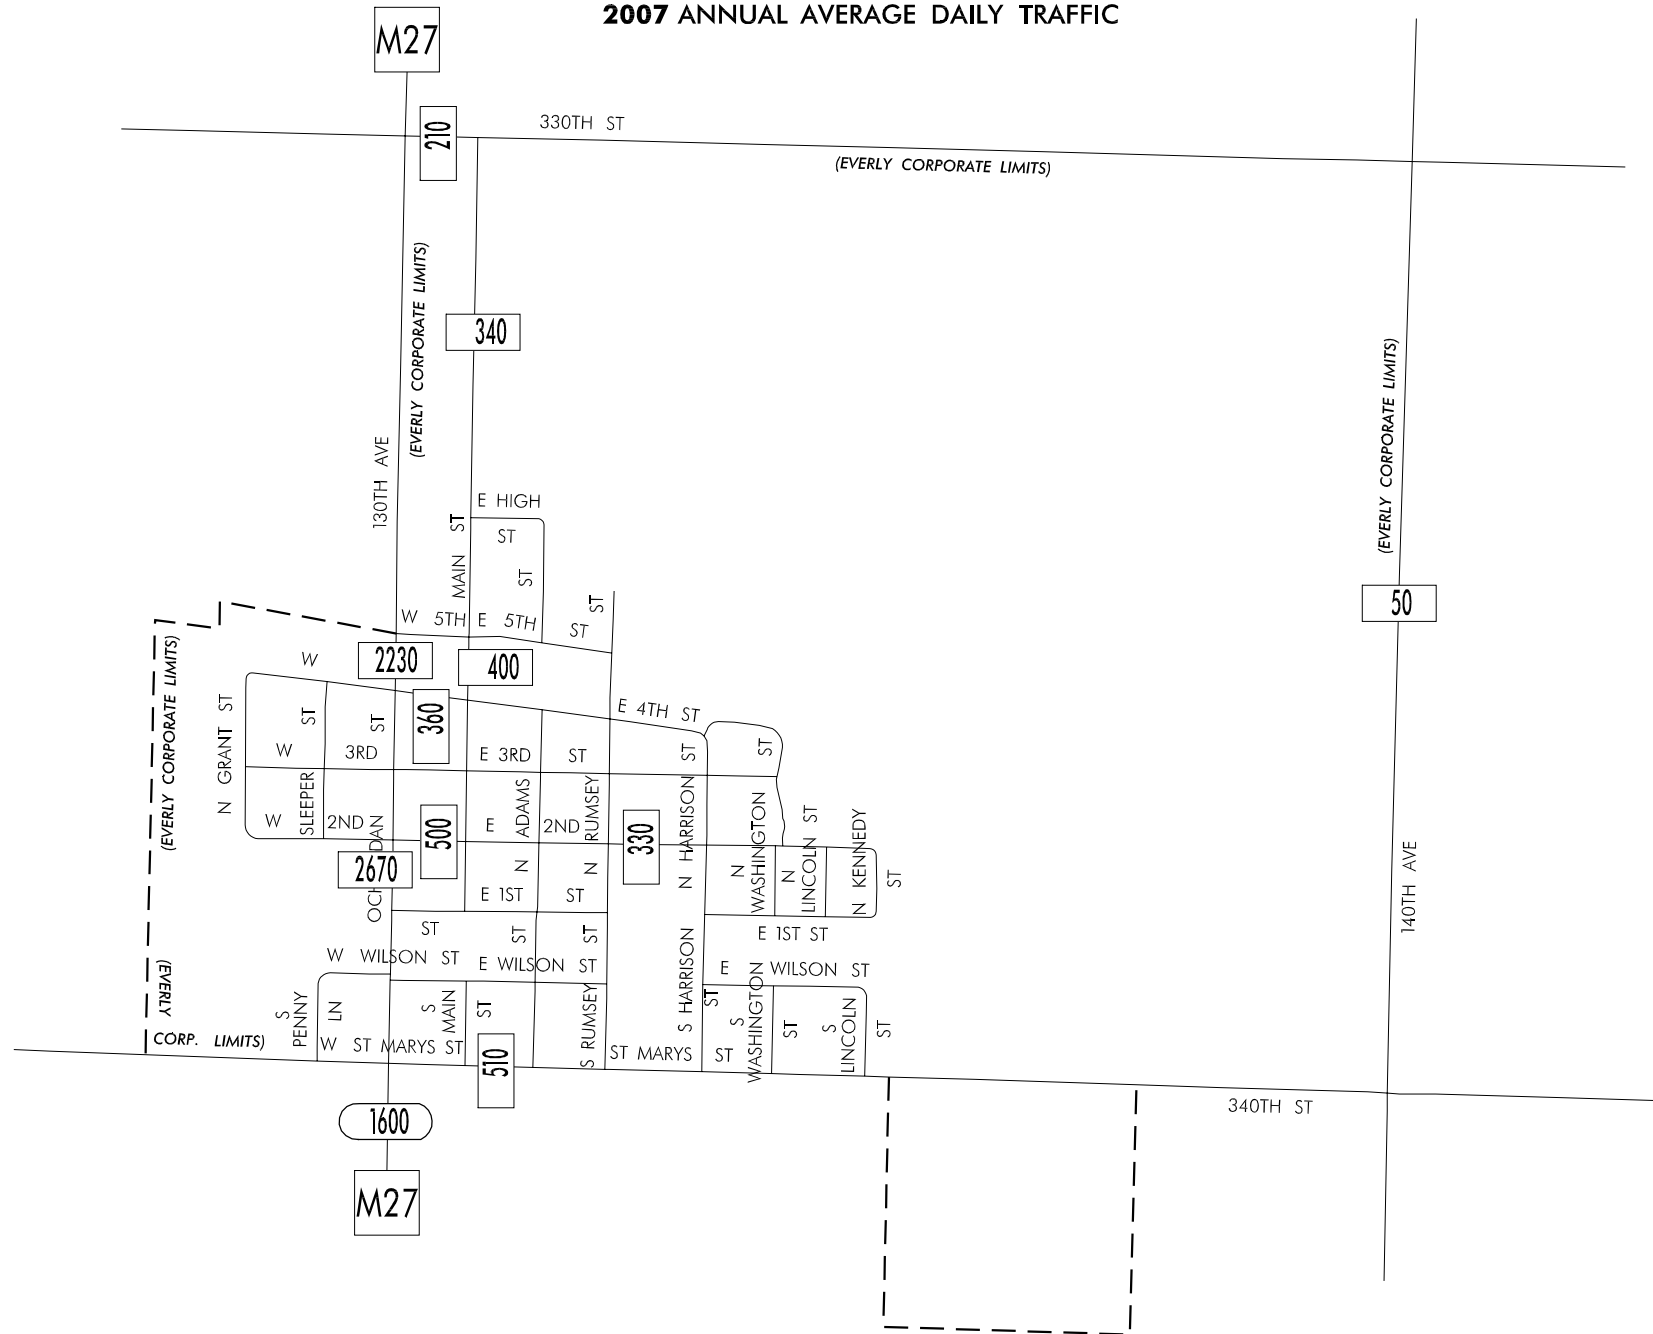 2007 ANNUAL AVERAGE DAILY TRAFFIC
M27
210
330TH ST
(EVERLY CORPORATE LIMITS)
(EVERLY CORPORATE LIMITS)
340
(EVERLY CORPORATE LIMITS)
130TH AVE
E HIGH
ST
MAIN ST
ST
W 5TH
E 5TH ST
ST
50
(EVERLY CORPORATE LIMITS)
W
2230
400
360
E 4TH ST
N GRANT ST
ST
ST
ST
ST
W 3RD
E 3RD ST
SLEEPER
ADAMS
N
RUMSEY
N
N HARRISON
W 2ND
E 2ND
500
330
DAN
2670
OCH
N
WASHINGTON
N
LINCOLN ST
N KENNEDY
ST
140TH AVE
E 1ST ST
ST
ST
ST
E 1ST ST
W WILSON ST
E WILSON ST
E WILSON ST
(EVERLY
CORP. LIMITS)
S
PENNY
LN
S
MAIN
ST
S RUMSEY
S HARRISON
ST
S
WASHINGTON
ST
S
LINCOLN
ST
W ST MARYS ST
ST MARYS ST
510
340TH ST
1600
M27